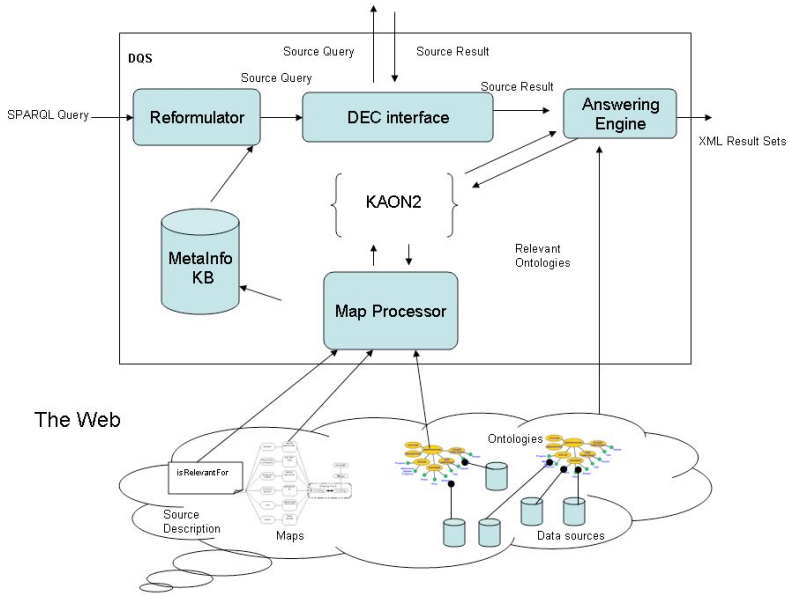 Source Query
Source Result
DQS
Source Query
Source Result
SPARQL Query
Reformulator
DEC interface
Answering
Engine
XML Result Sets
KAON2
MetaInfo
KB
Relevant
Ontologies
Map Processor
The Web
Ontologies
isRelevantFor
Source
Description
Maps
Data sources